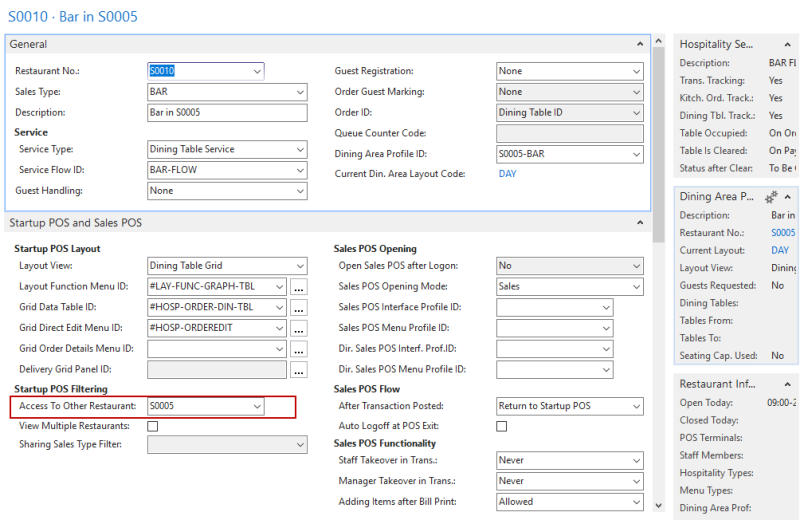 S0010 · Bar in S0005
General
Restaurant No.: S0010
Sales Type: BAR
Description: Bar in S0005
Service
Service Type: Dining Table Service
Service Flow ID: BAR-FLOW
Guest Handling: None
Guest Registration: None
Order Guest Marking: None
Order ID: Dining Table ID
Queue Counter Code:
Dining Area Profile ID: S0005-BAR
Current Din. Area Layout Code: DAY
Startup POS and Sales POS
Startup POS Layout
Layout View: Dining Table Grid
Layout Function Menu ID: #LAY-FUNC-GRAPH-TBL ...
Grid Data Table ID: #HOSP-ORDER-DIN-TBL ...
Grid Direct Edit Menu ID: #HOSP-ORDEREDIT ...
Grid Order Details Menu ID: ...
Delivery Grid Panel ID: ...
Startup POS Filtering
Access To Other Restaurant: S0005
View Multiple Restaurants:
Sharing Sales Type Filter:
Sales POS Opening
Open Sales POS after Logon: No
Sales POS Opening Mode: Sales
Sales POS Interface Profile ID:
Sales POS Menu Profile ID:
Dir. Sales POS Interf. Prof.ID:
Dir. Sales POS Menu Profile ID:
Sales POS Flow
After Transaction Posted: Return to Startup POS
Auto Logoff at POS Exit:
Sales POS Functionality
Staff Takeover in Trans.: Never
Manager Takeover in Trans.: Never
Adding Items after Bill Print: Allowed
Hospitality Se...
Description: BAR FL
Trans. Tracking: Yes
Kitch. Ord. Track.: Yes
Dining Tbl. Track.: Yes
Table Occupied: On Or
Table Is Cleared: On Pay
Status after Clear: To Be
Dining Area P...
Description: Bar in
Restaurant No.: S0005
Current Layout: DAY
Layout View: Dining
Guests Requested: No
Dining Tables:
Tables From:
Tables To:
Seating Cap. Used: No
Restaurant Inf...
Open Today: 09:00-2
Closed Today:
POS Terminals:
Staff Members:
Hospitality Types:
Menu Types:
Dining Area Prof: